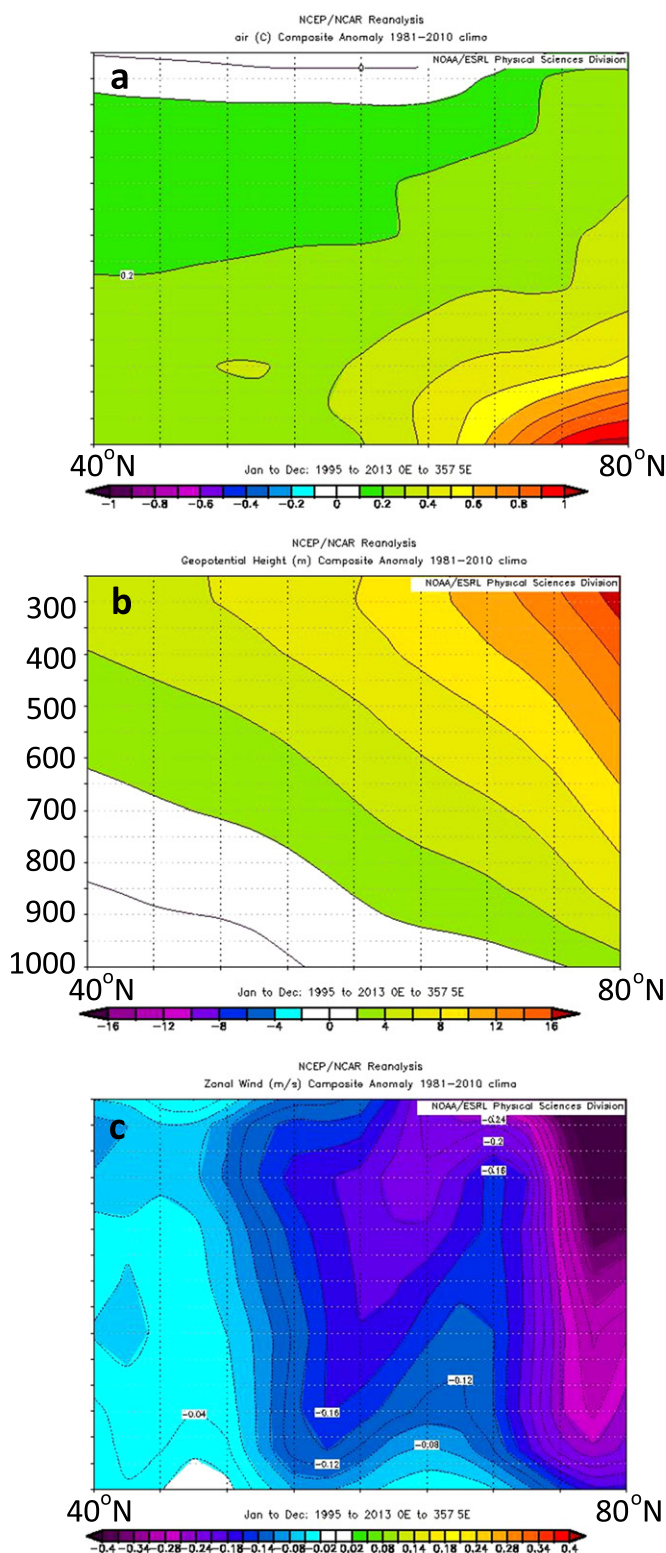 NCEP/NCAR Reanalysis
air (C) Composite Anomaly 1981-2010 climo
NOAA/ESRL Physical Sciences Division
a
0
0.2
40°N
80°N
Jan to Dec: 1995 to 2013 0E to 357.5E
-1 -0.8 -0.6 -0.4 -0.2 0 0.2 0.4 0.6 0.8 1
NCEP/NCAR Reanalysis
Geopotential Height (m) Composite Anomaly 1981-2010 climo
NOAA/ESRL Physical Sciences Division
b
300
400
500
600
700
800
900
1000
40°N
80°N
Jan to Dec: 1995 to 2013 0E to 357.5E
-16 -12 -8 -4 0 4 8 12 16
NCEP/NCAR Reanalysis
Zonal Wind (m/s) Composite Anomaly 1981-2010 climo
NOAA/ESRL Physical Sciences Division
c
-0.24
-0.2
-0.16
-0.12
-0.04
-0.16
-0.08
-0.12
40°N
80°N
Jan to Dec: 1995 to 2013 0E to 357.5E
-0.4 -0.34 -0.28 -0.24 -0.18 -0.14 -0.08 -0.02 0.02 0.08 0.14 0.18 0.24 0.28 0.34 0.4